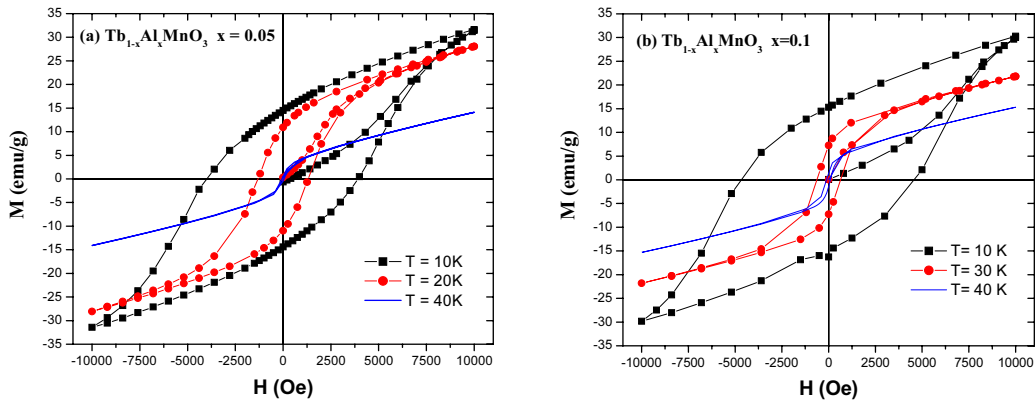 (a) Tb1-xAlxMnO3 x = 0.05
M (emu/g)
35
30
25
20
15
10
5
0
-5
-10
-15
-20
-25
-30
-35
T = 10K
T = 20K
T = 40K
-10000 -7500 -5000 -2500 0 2500 5000 7500 10000
H (Oe)
(b) Tb1-xAlxMnO3 x=0.1
M (emu/g)
35
30
25
20
15
10
5
0
-5
-10
-15
-20
-25
-30
-35
T= 10 K
T= 30 K
T= 40 K
-10000 -7500 -5000 -2500 0 2500 5000 7500 10000
H (Oe)